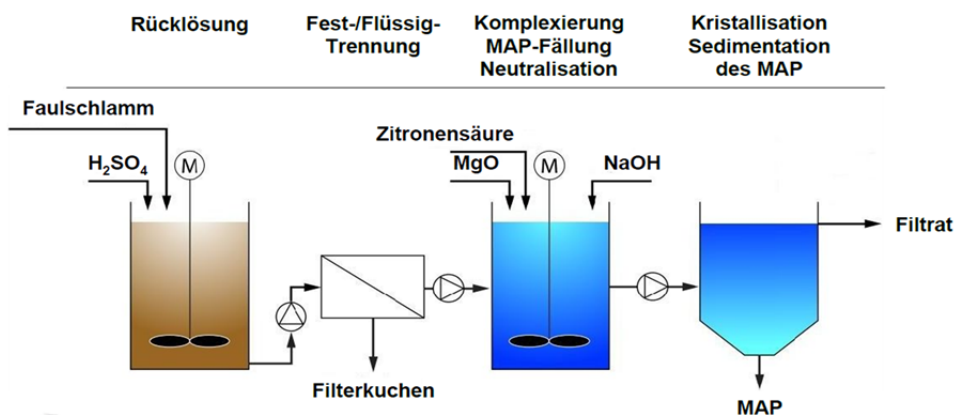 Rücklösung
Fest-/Flüssig-
Trennung
Komplexierung
MAP-Fällung
Neutralisation
Kristallisation
Sedimentation
des MAP
Faulschlamm
H₂SO₄
M
Zitronensäure
MgO
M
NaOH
Filtrat
Filterkuchen
MAP